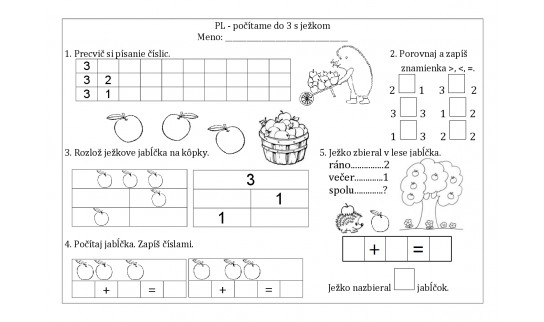 PL - počítame do 3 s ježkom
Meno: ______________________________
1. Precvič si písanie číslic.
3
3 2
3 1
2. Porovnaj a zapíš
znamienka >, <, =.
2 1 3 2
3 3 1 2
1 3 2 2
3. Rozlož ježkove jabĺčka na kôpky.
3
1
1
4. Počítaj jabĺčka. Zapíš číslami.
+ = + =
5. Ježko zbieral v lese jabĺčka.
ráno...............2
večer.............1
spolu.............?
+ =
Ježko nazbieral jabĺčok.